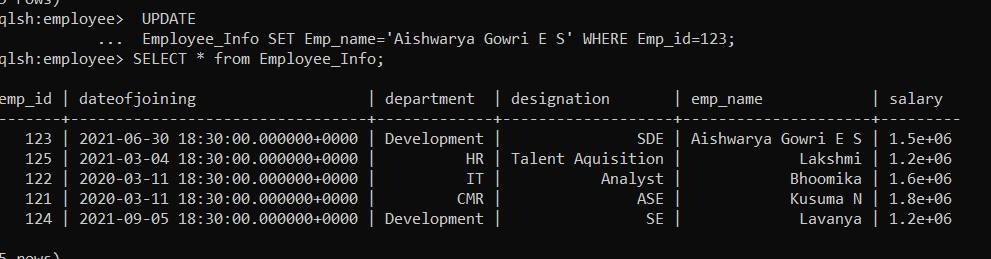 5 rows)
qlsh:employee>  UPDATE
          ...  Employee_Info SET Emp_name='Aishwarya Gowri E S' WHERE Emp_id=123;
qlsh:employee> SELECT * from Employee_Info;
emp_id | dateofjoining                   | department  | designation       | emp_name            | salary
-------+---------------------------------+-------------+-------------------+---------------------+---------
   123 | 2021-06-30 18:30:00.000000+0000 | Development |               SDE | Aishwarya Gowri E S | 1.5e+06
   125 | 2021-03-04 18:30:00.000000+0000 |          HR | Talent Aquisition |             Lakshmi | 1.2e+06
   122 | 2020-03-11 18:30:00.000000+0000 |          IT |           Analyst |            Bhoomika | 1.6e+06
   121 | 2020-03-11 18:30:00.000000+0000 |         CMR |               ASE |            Kusuma N | 1.8e+06
   124 | 2021-09-05 18:30:00.000000+0000 | Development |                SE |             Lavanya | 1.2e+06
5 rows)